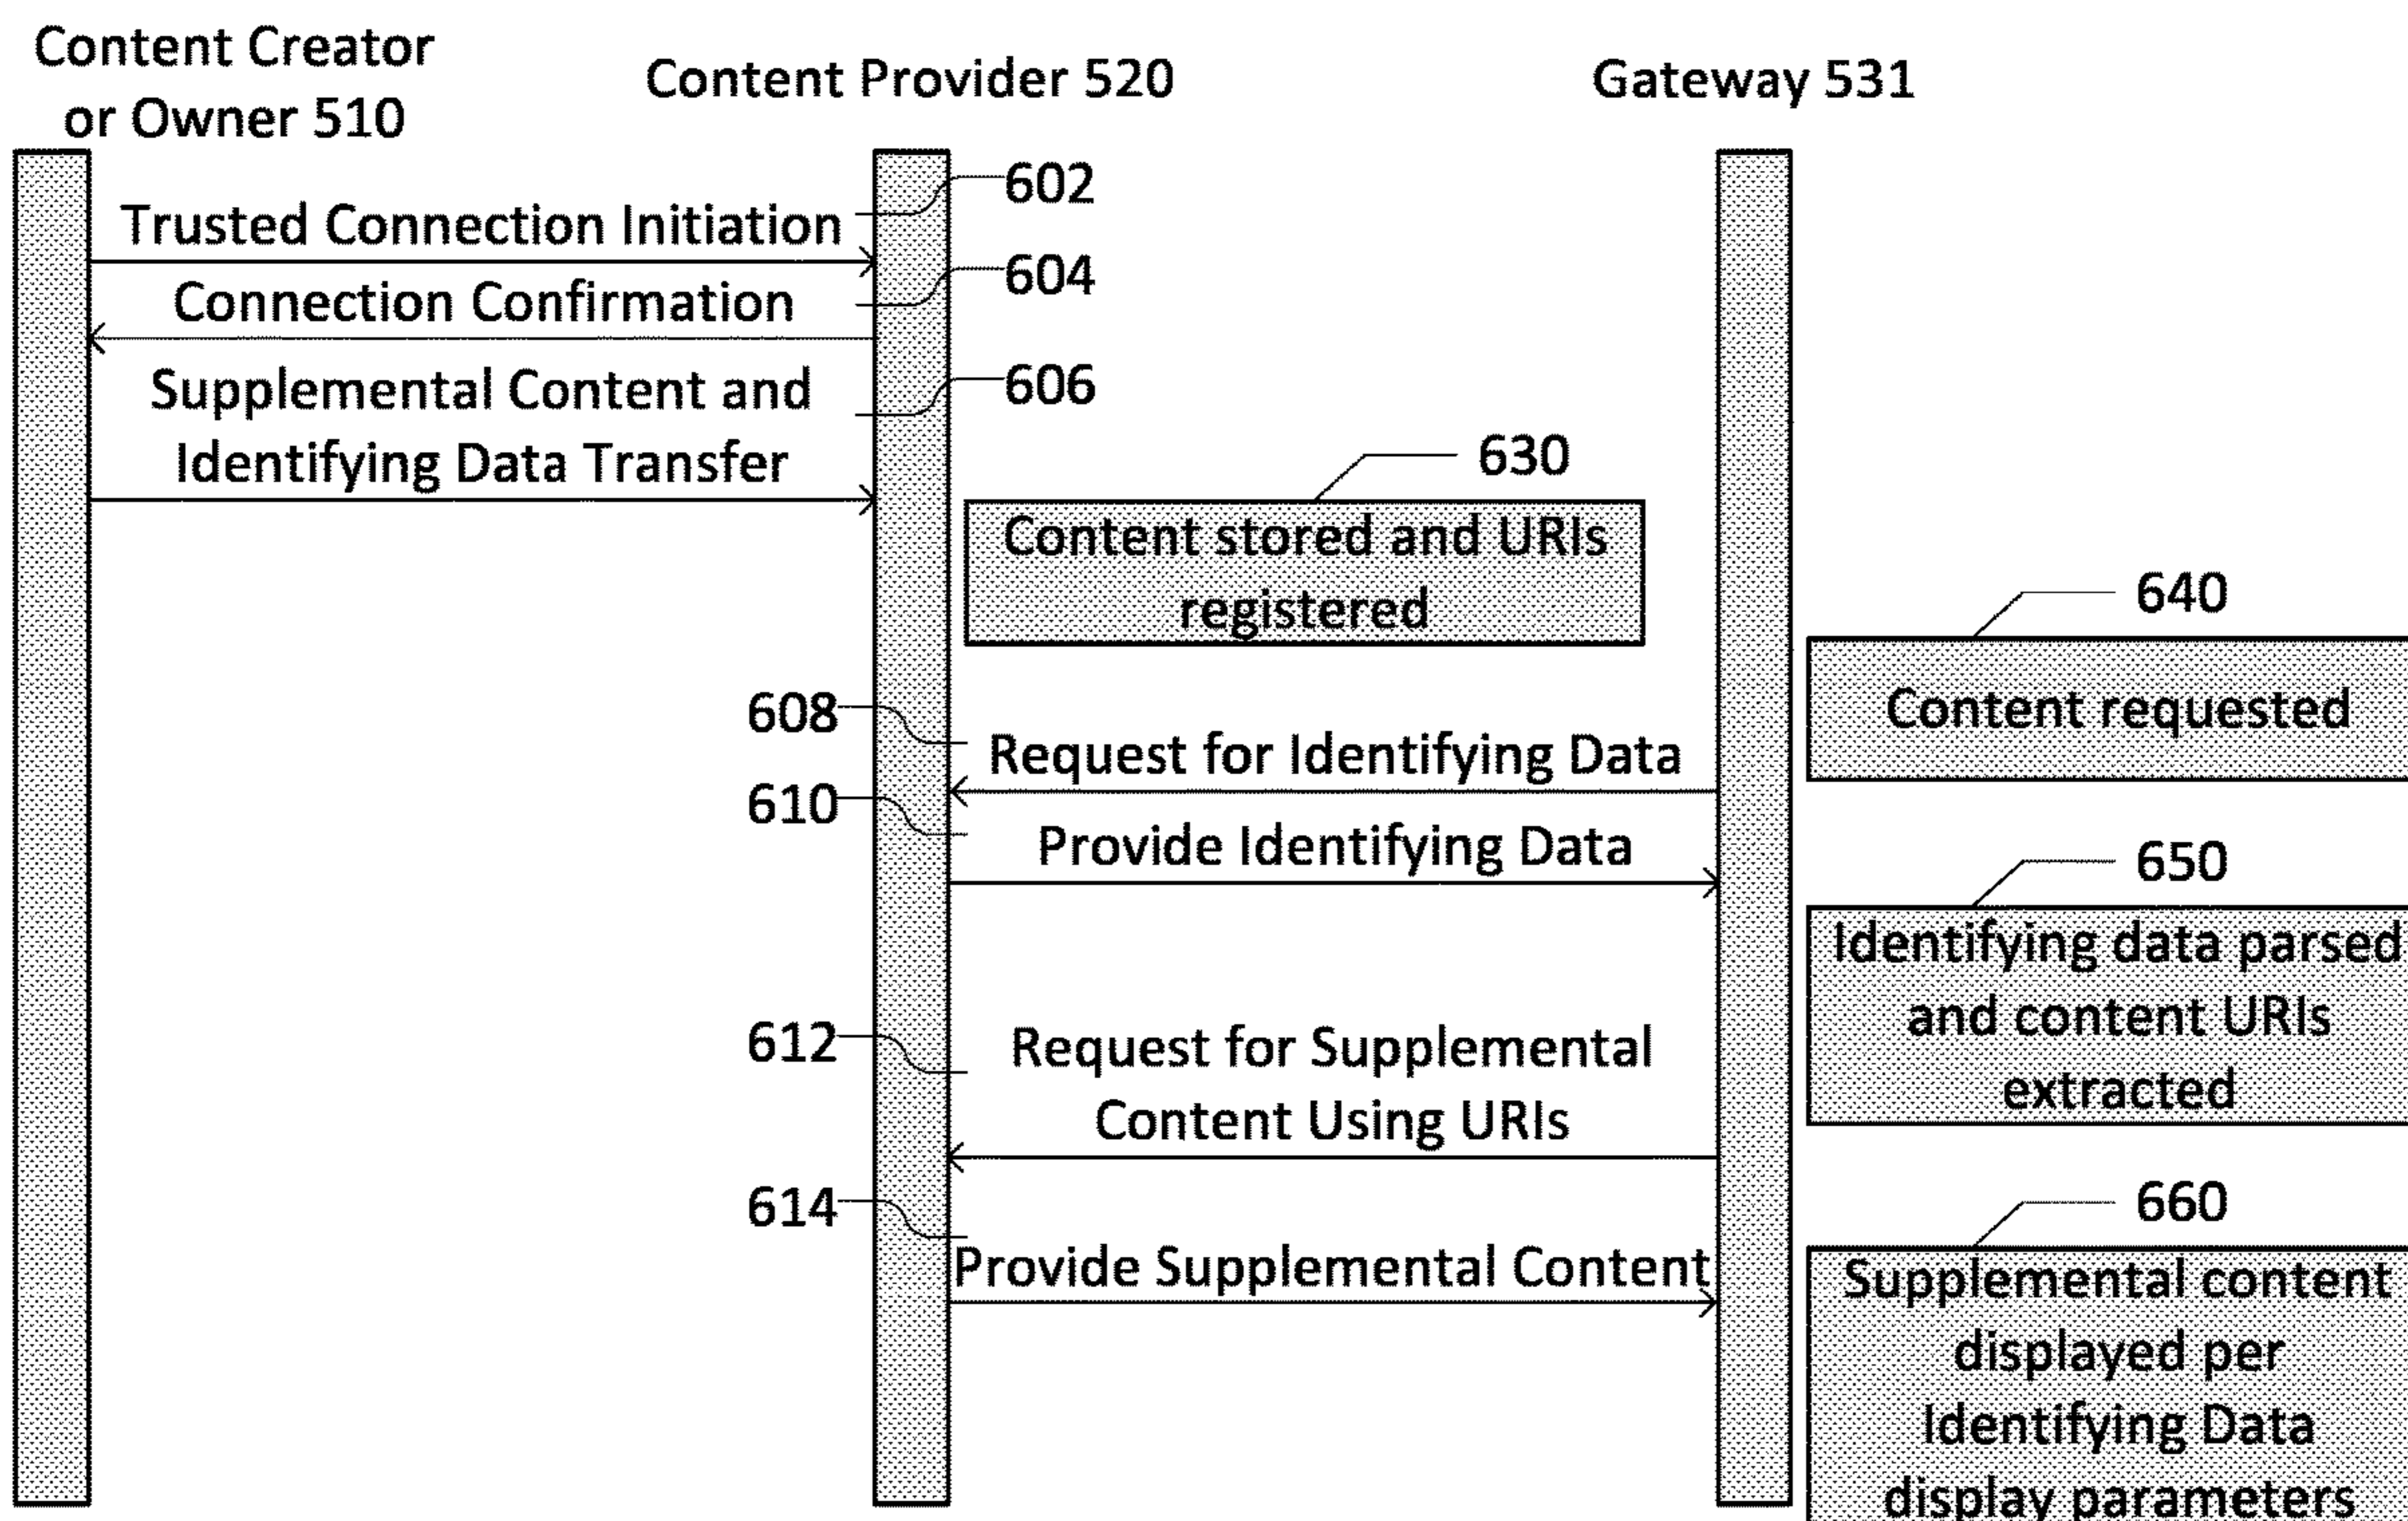 Content Creator
or Owner 510
Content Provider 520
Gateway 531
602
Trusted Connection Initiation
604
Connection Confirmation
606
Supplemental Content and
Identifying Data Transfer
630
Content stored and URIs
registered
640
Content requested
608
Request for Identifying Data
610
Provide Identifying Data
650
Identifying data parsed
and content URIs
extracted
612
Request for Supplemental
Content Using URIs
614
Provide Supplemental Content
660
Supplemental content
displayed per
Identifying Data
display parameters